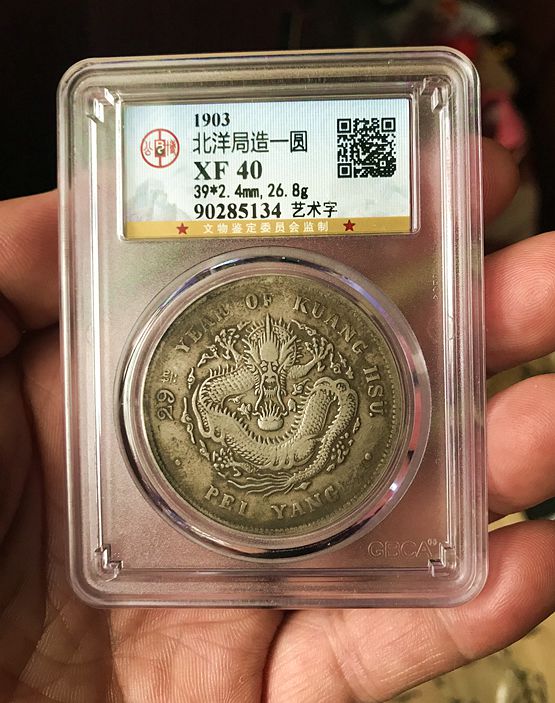 1903
北洋局造一圆
XF 40
39*2.4mm,26.8g
90285134 艺术字
★ 文物鉴定委员会监制 ★
29TH YEAR OF KUANG HSU
PEI YANG
GBCA